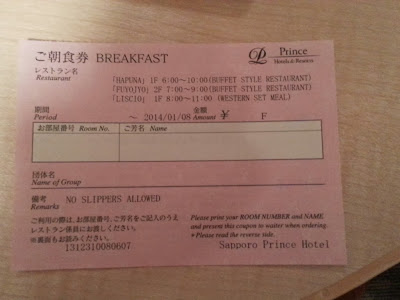 ご朝食券 BREAKFAST
Prince
Hotels & Resorts
レストラン名
Restaurant
「HAPUNA」 1F 6:00～10:00(BUFFET STYLE RESTAURANT)
「FUYOJYO」 2F 7:00～9:00(BUFFET STYLE RESTAURANT)
「LISCIO」 1F 8:00～11:00 (WESTERN SET MEAL)
期間
Period ～ 2014/01/08
金額
Amount ¥ F
お部屋番号 Room No. ご芳名 Name
団体名
Name of Group
備考
Remarks NO SLIPPERS ALLOWED
ご利用の際は、お部屋番号、ご芳名をご記入のうえ
レストラン係員にお渡しください。
※裏面もお読みください。
Please print your ROOM NUMBER and NAME
and present this coupon to waiter when ordering.
*Please read the reverse side.
1312310080607
Sapporo Prince Hotel